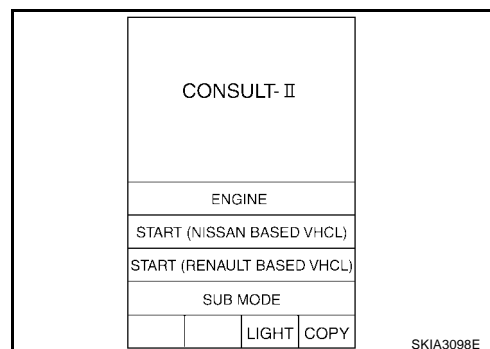 CONSULT-Ⅱ
ENGINE
START (NISSAN BASED VHCL)
START (RENAULT BASED VHCL)
SUB MODE
LIGHT COPY
SKIA3098E